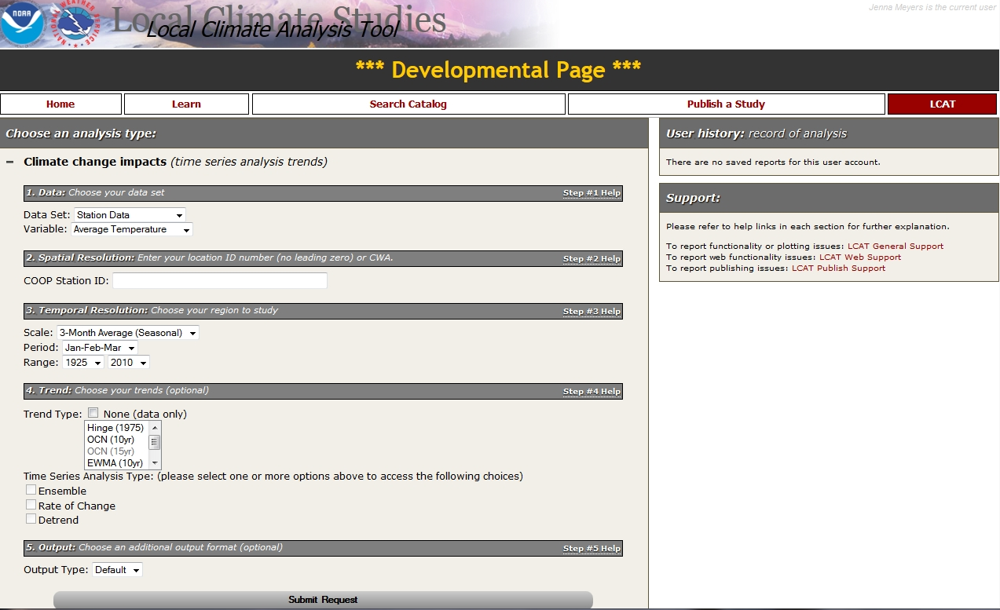 Jenna Meyers is the current user
NOAA
Local Climate Studies
Local Climate Analysis Tool
*** Developmental Page ***
Home Learn Search Catalog Publish a Study LCAT
Choose an analysis type:
Climate change impacts (time series analysis trends)
1. Data: Choose your data set Step #1 Help
Data Set: Station Data
Variable: Average Temperature
2. Spatial Resolution: Enter your location ID number (no leading zero) or CWA. Step #2 Help
COOP Station ID:
3. Temporal Resolution: Choose your region to study Step #3 Help
Scale: 3-Month Average (Seasonal)
Period: Jan-Feb-Mar
Range: 1925 2010
4. Trend: Choose your trends (optional) Step #4 Help
Trend Type: None (data only)
Hinge (1975)
OCN (10yr)
OCN (15yr)
EWMA (10yr)
Time Series Analysis Type: (please select one or more options above to access the following choices)
Ensemble
Rate of Change
Detrend
5. Output: Choose an additional output format (optional) Step #5 Help
Output Type: Default
Submit Request
User history: record of analysis
There are no saved reports for this user account.
Support:
Please refer to help links in each section for further explanation.
To report functionality or plotting issues: LCAT General Support
To report web functionality issues: LCAT Web Support
To report publishing issues: LCAT Publish Support